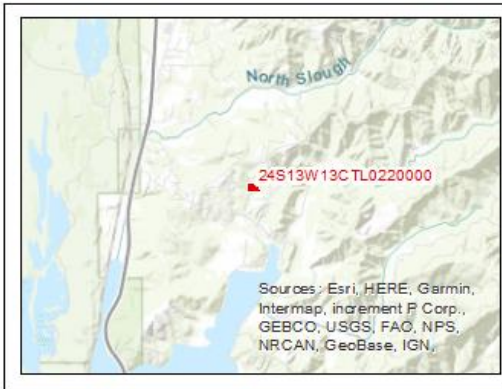 North Slough
24S13W13CTL0220000
Sources: Esri, HERE, Garmin,
Intermap, increment P Corp.,
GEBCO, USGS, FAO, NPS,
NRCAN, GeoBase, IGN,